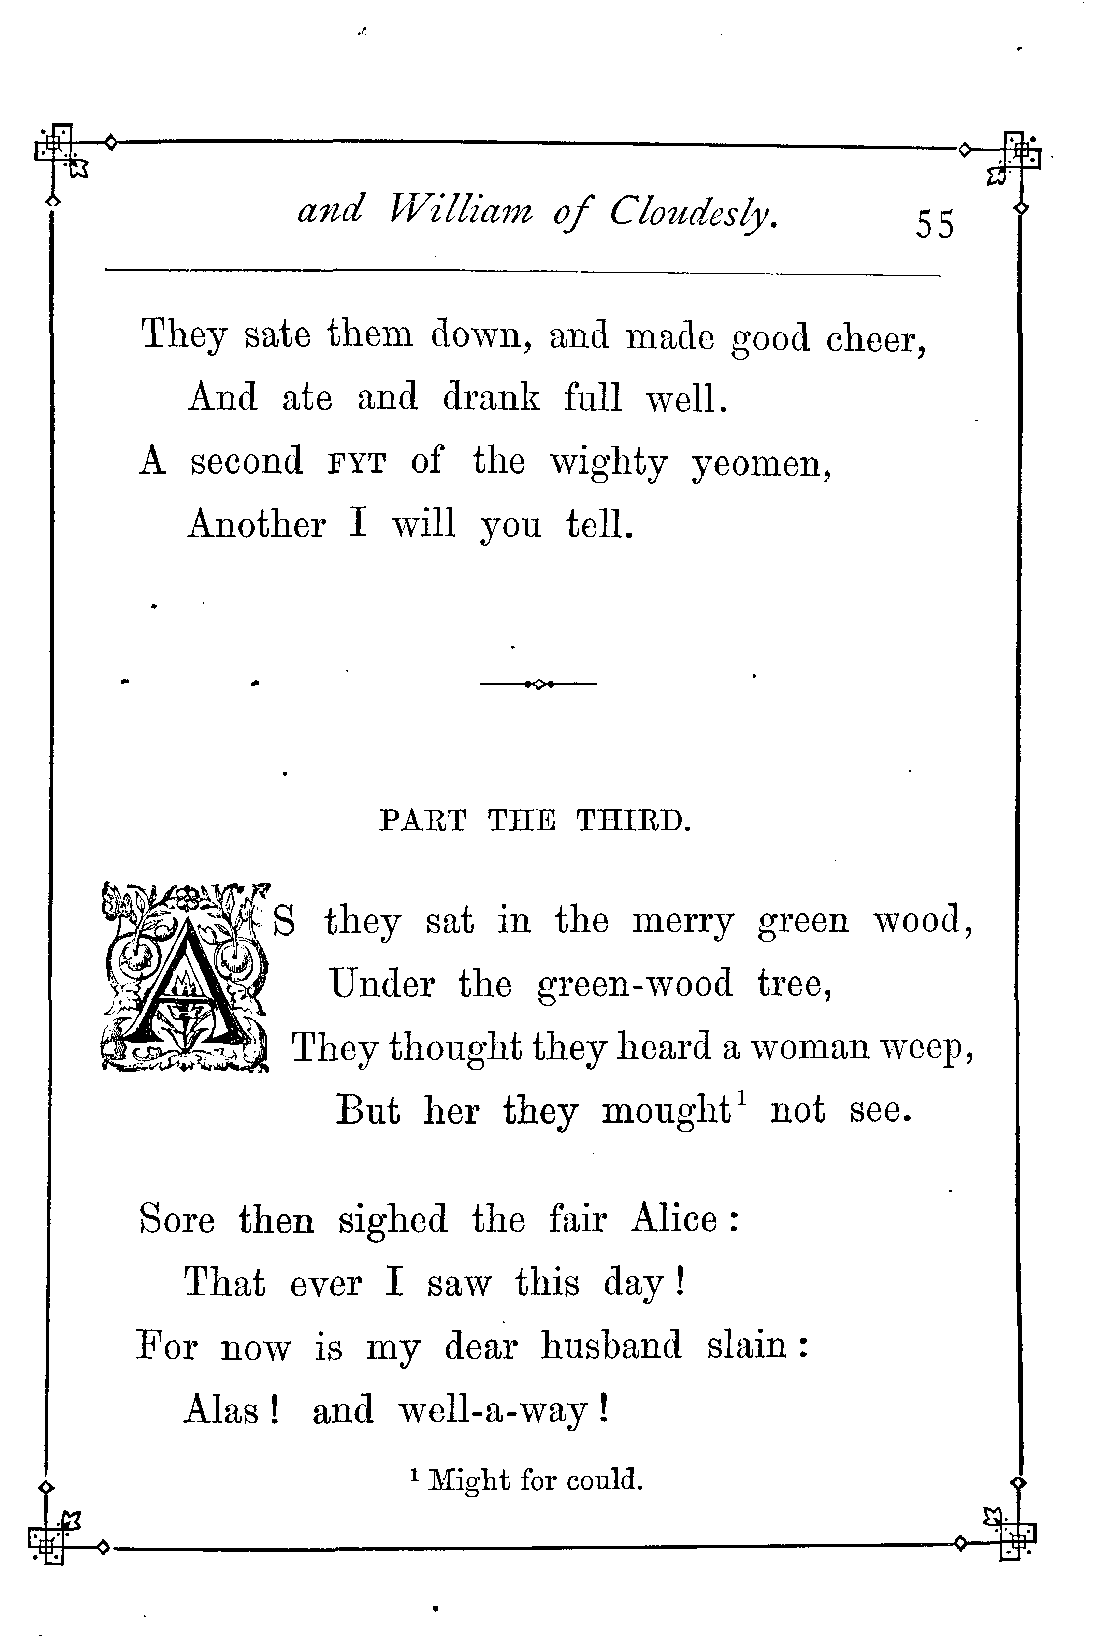 and William of Cloudesly. 55
They sate them down, and made good cheer,
And ate and drank full well.
A second FYT of the wighty yeomen,
Another I will you tell.
PART THE THIRD.
AS they sat in the merry green wood,
Under the green-wood tree,
They thought they heard a woman weep,
But her they mought¹ not see.
Sore then sighed the fair Alice :
That ever I saw this day !
For now is my dear husband slain :
Alas ! and well-a-way !
¹ Might for could.